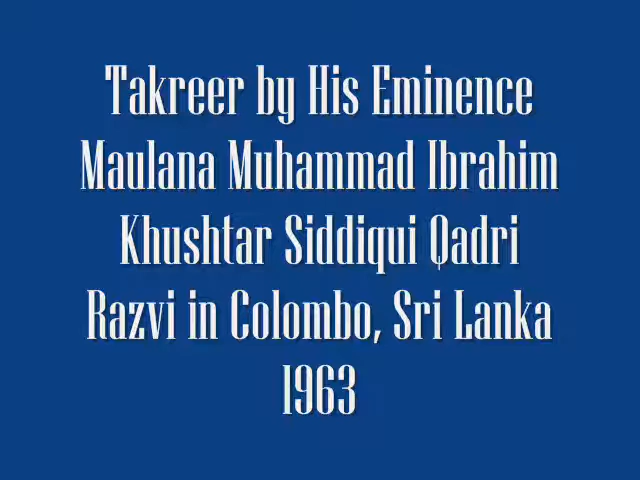 Takreer by His Eminence
Maulana Muhammad Ibrahim
Khushtar Siddiqui Qadri
Razvi in Colombo, Sri Lanka
1963